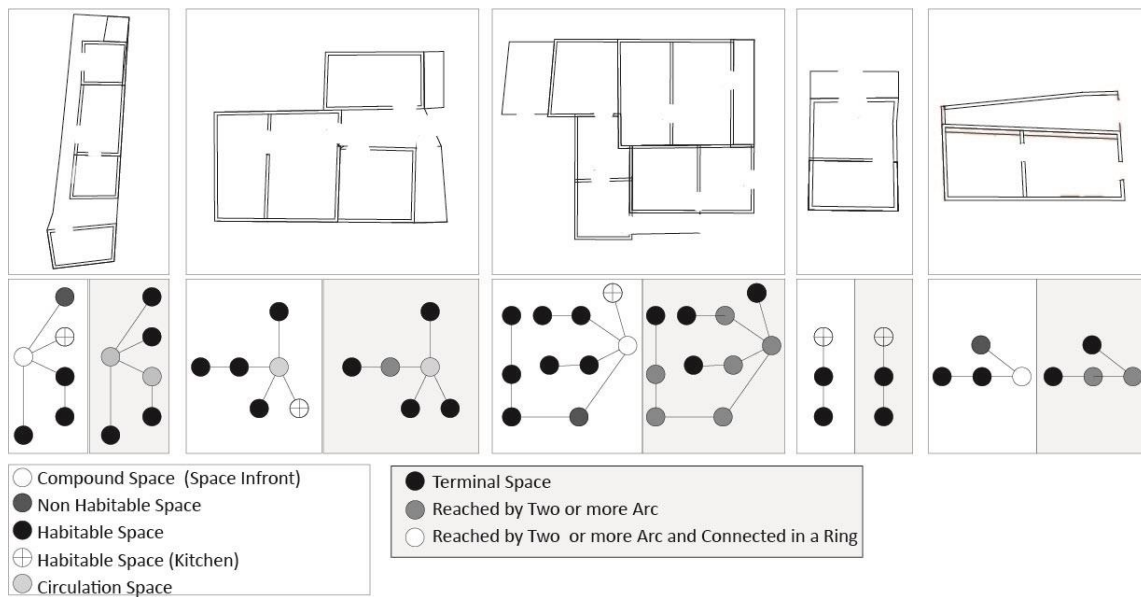 Compound Space (Space Infront)
Non Habitable Space
Habitable Space
Habitable Space (Kitchen)
Circulation Space
Terminal Space
Reached by Two or more Arc
Reached by Two or more Arc and Connected in a Ring